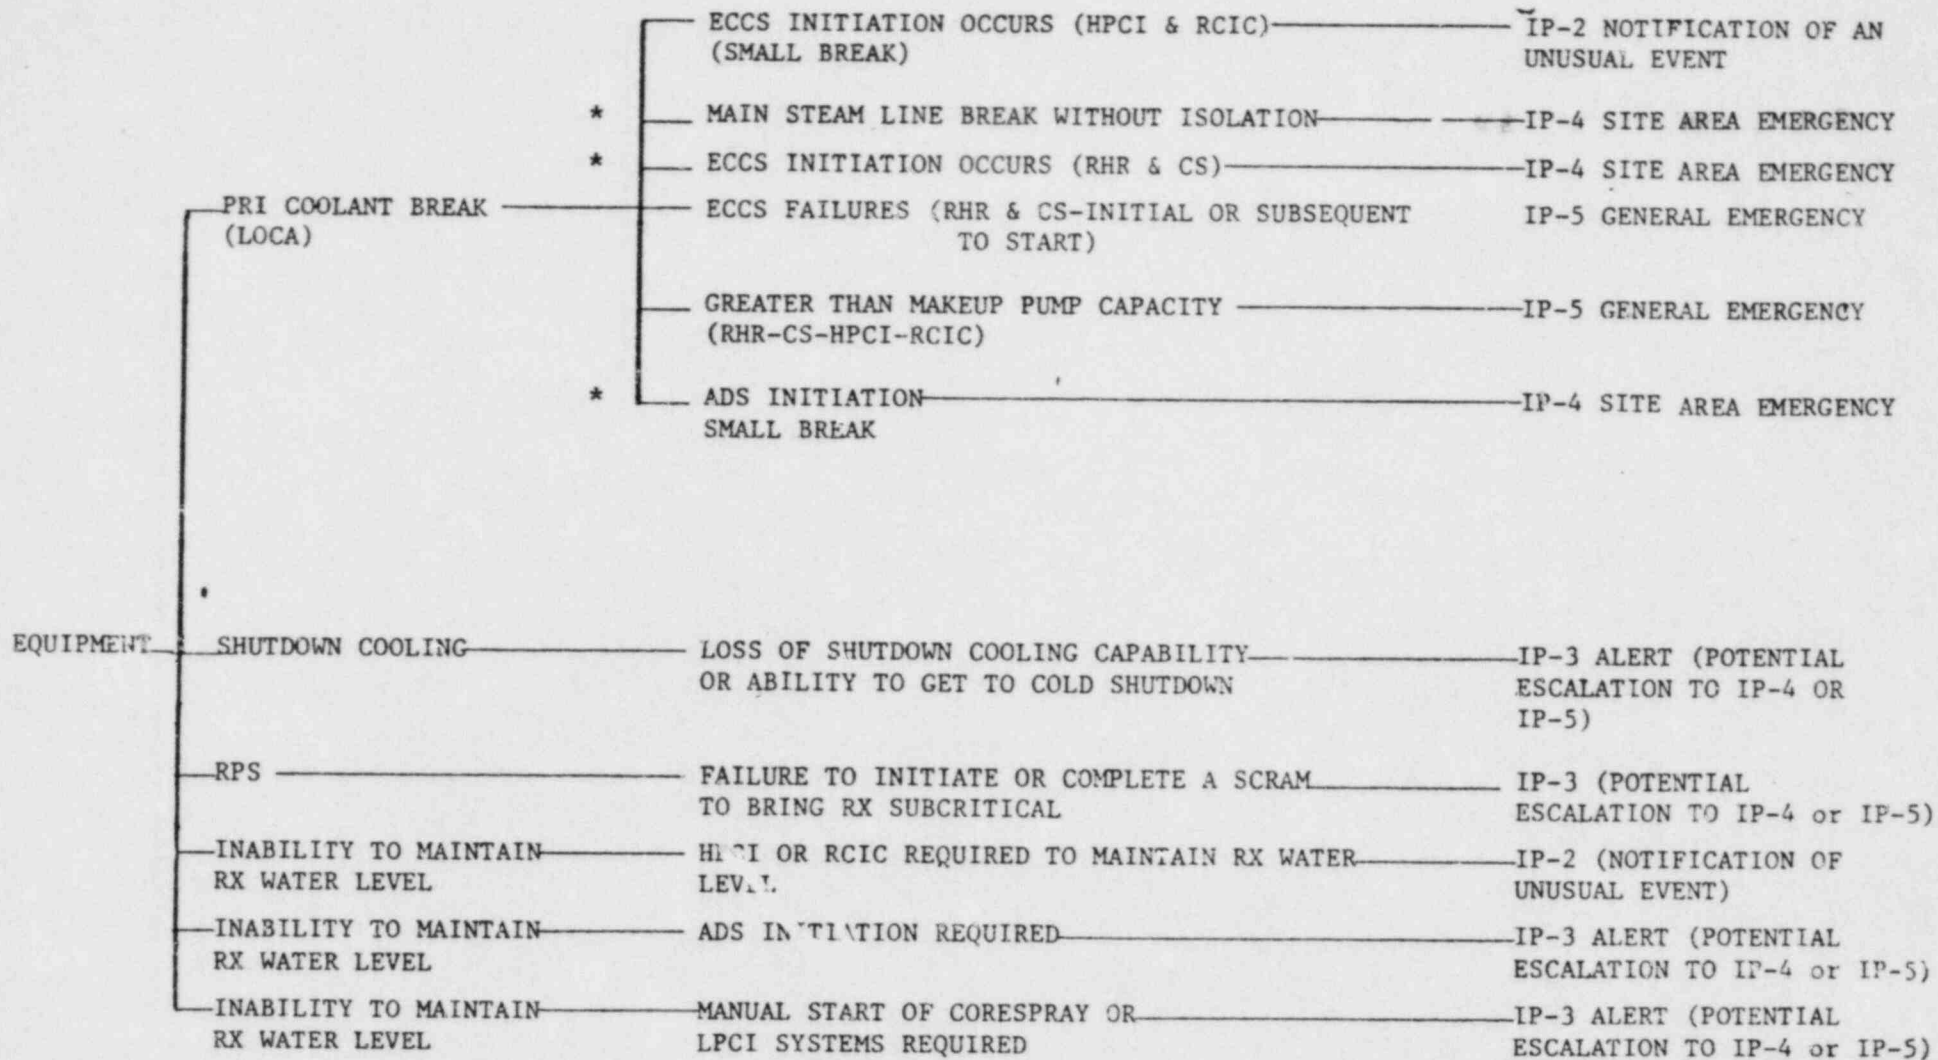 ECCS INITIATION OCCURS (HPCI & RCIC) IP-2 NOTIFICATION OF AN
(SMALL BREAK) UNUSUAL EVENT
* MAIN STEAM LINE BREAK WITHOUT ISOLATION IP-4 SITE AREA EMERGENCY
* ECCS INITIATION OCCURS (RHR & CS) IP-4 SITE AREA EMERGENCY
PRI COOLANT BREAK ECCS FAILURES (RHR & CS-INITIAL OR SUBSEQUENT IP-5 GENERAL EMERGENCY
(LOCA) TO START)
GREATER THAN MAKEUP PUMP CAPACITY IP-5 GENERAL EMERGENCY
(RHR-CS-HPCI-RCIC)
* ADS INITIATION IP-4 SITE AREA EMERGENCY
SMALL BREAK
EQUIPMENT SHUTDOWN COOLING LOSS OF SHUTDOWN COOLING CAPABILITY IP-3 ALERT (POTENTIAL
OR ABILITY TO GET TO COLD SHUTDOWN ESCALATION TO IP-4 OR
IP-5)
RPS FAILURE TO INITIATE OR COMPLETE A SCRAM IP-3 (POTENTIAL
TO BRING RX SUBCRITICAL ESCALATION TO IP-4 or IP-5)
INABILITY TO MAINTAIN HPCI OR RCIC REQUIRED TO MAINTAIN RX WATER IP-2 (NOTIFICATION OF
RX WATER LEVEL LEVEL UNUSUAL EVENT)
INABILITY TO MAINTAIN ADS INITIATION REQUIRED IP-3 ALERT (POTENTIAL
RX WATER LEVEL ESCALATION TO IP-4 or IP-5)
INABILITY TO MAINTAIN MANUAL START OF CORESPRAY OR IP-3 ALERT (POTENTIAL
RX WATER LEVEL LPCI SYSTEMS REQUIRED ESCALATION TO IP-4 or IP-5)